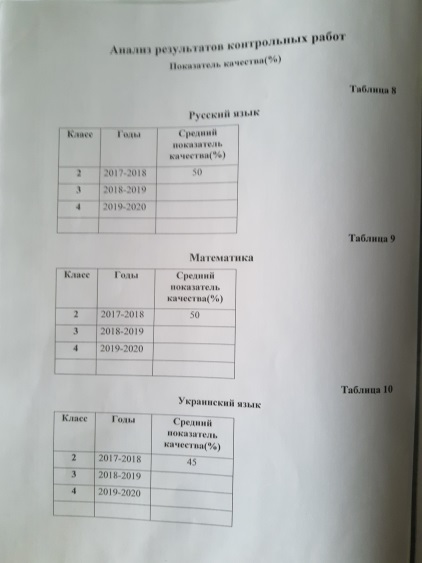 Анализ результатов контрольных работ
Показатель качества(%)
Таблица 8
Русский язык
Класс Годы Средний
показатель
качества(%)
2 2017-2018 50
3 2018-2019
4 2019-2020
Таблица 9
Математика
Класс Годы Средний
показатель
качества(%)
2 2017-2018 50
3 2018-2019
4 2019-2020
Таблица 10
Украинский язык
Класс Годы Средний
показатель
качества(%)
2 2017-2018 45
3 2018-2019
4 2019-2020